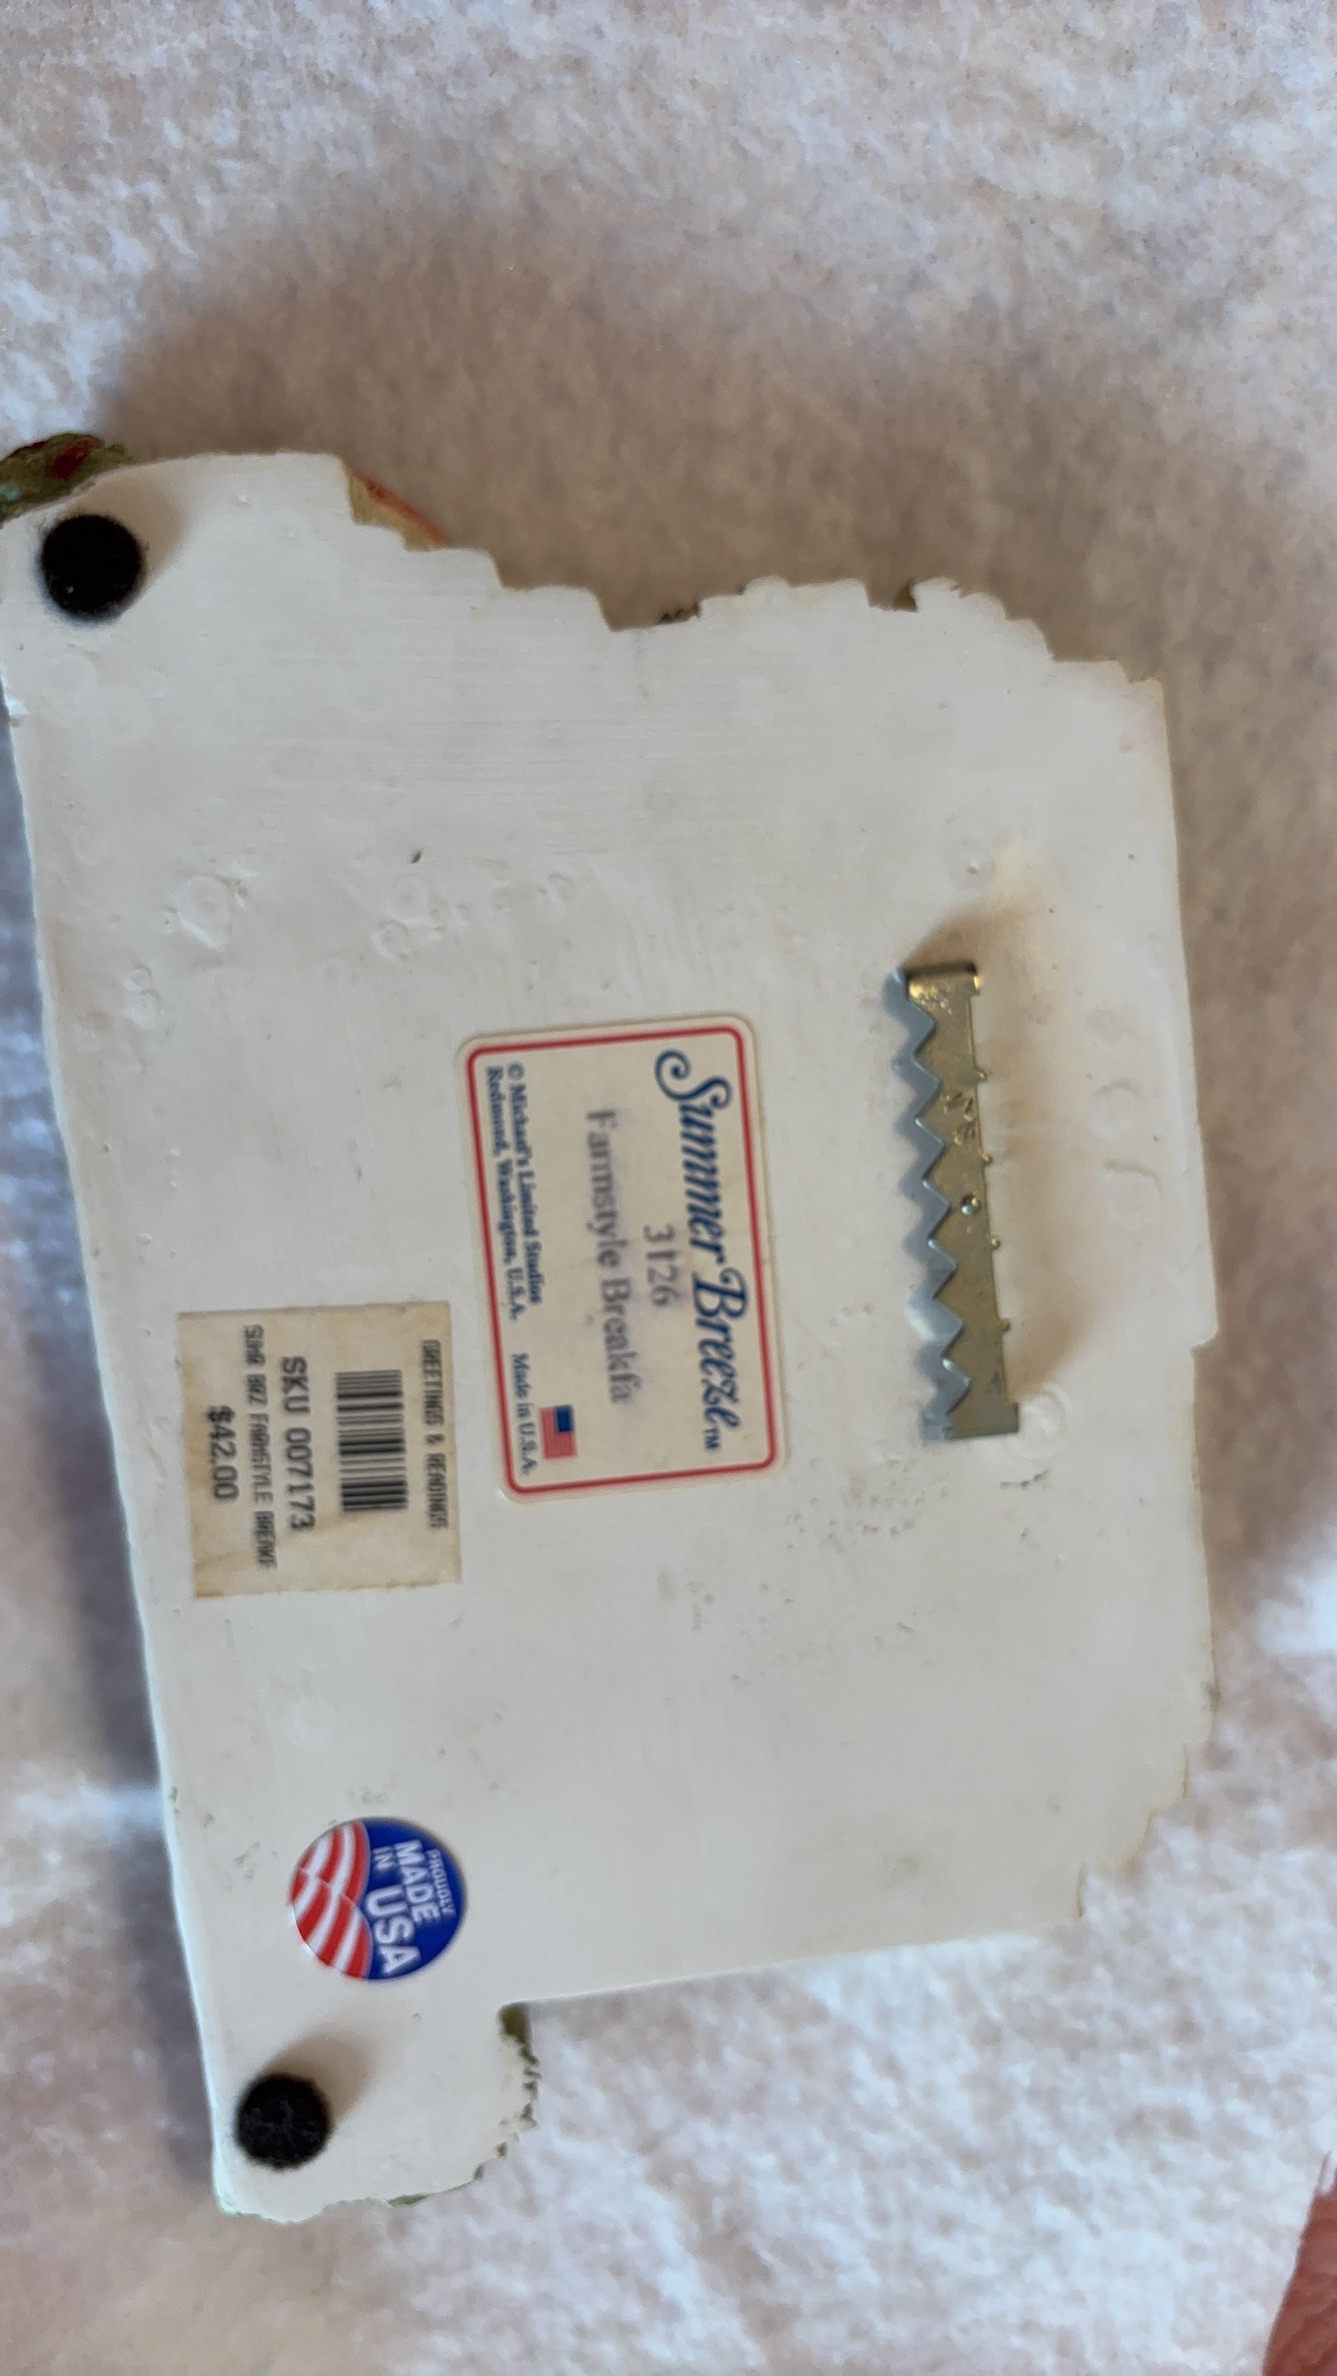 Summer Breeze™
3126
Farmstyle Breakfa
© Michael's Limited Studios
Redmond, Washington, U.S.A. Made in U.S.A.
GREETINGS & READINGS
SKU 007173
SUMR BRZ FARMSTYLE BREAKF
$42.00
PROUDLY
MADE
IN USA